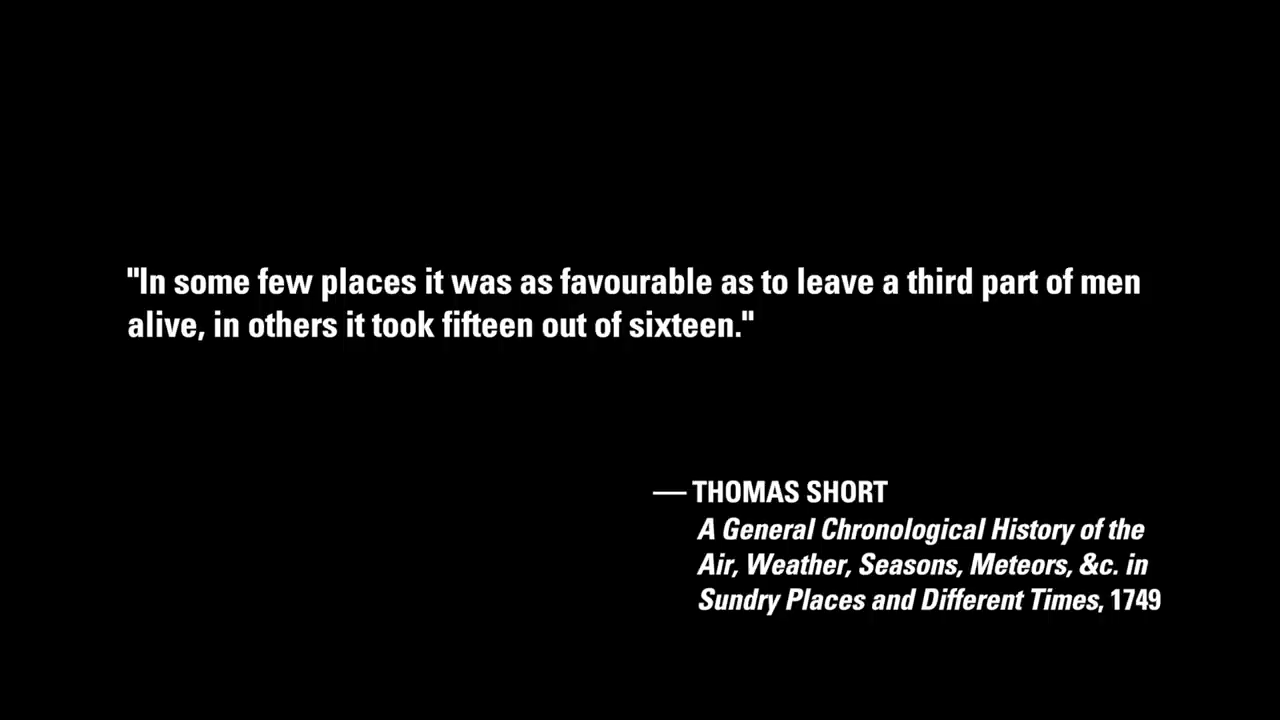 "In some few places it was as favourable as to leave a third part of men
alive, in others it took fifteen out of sixteen."
— THOMAS SHORT
A General Chronological History of the
Air, Weather, Seasons, Meteors, &c. in
Sundry Places and Different Times, 1749